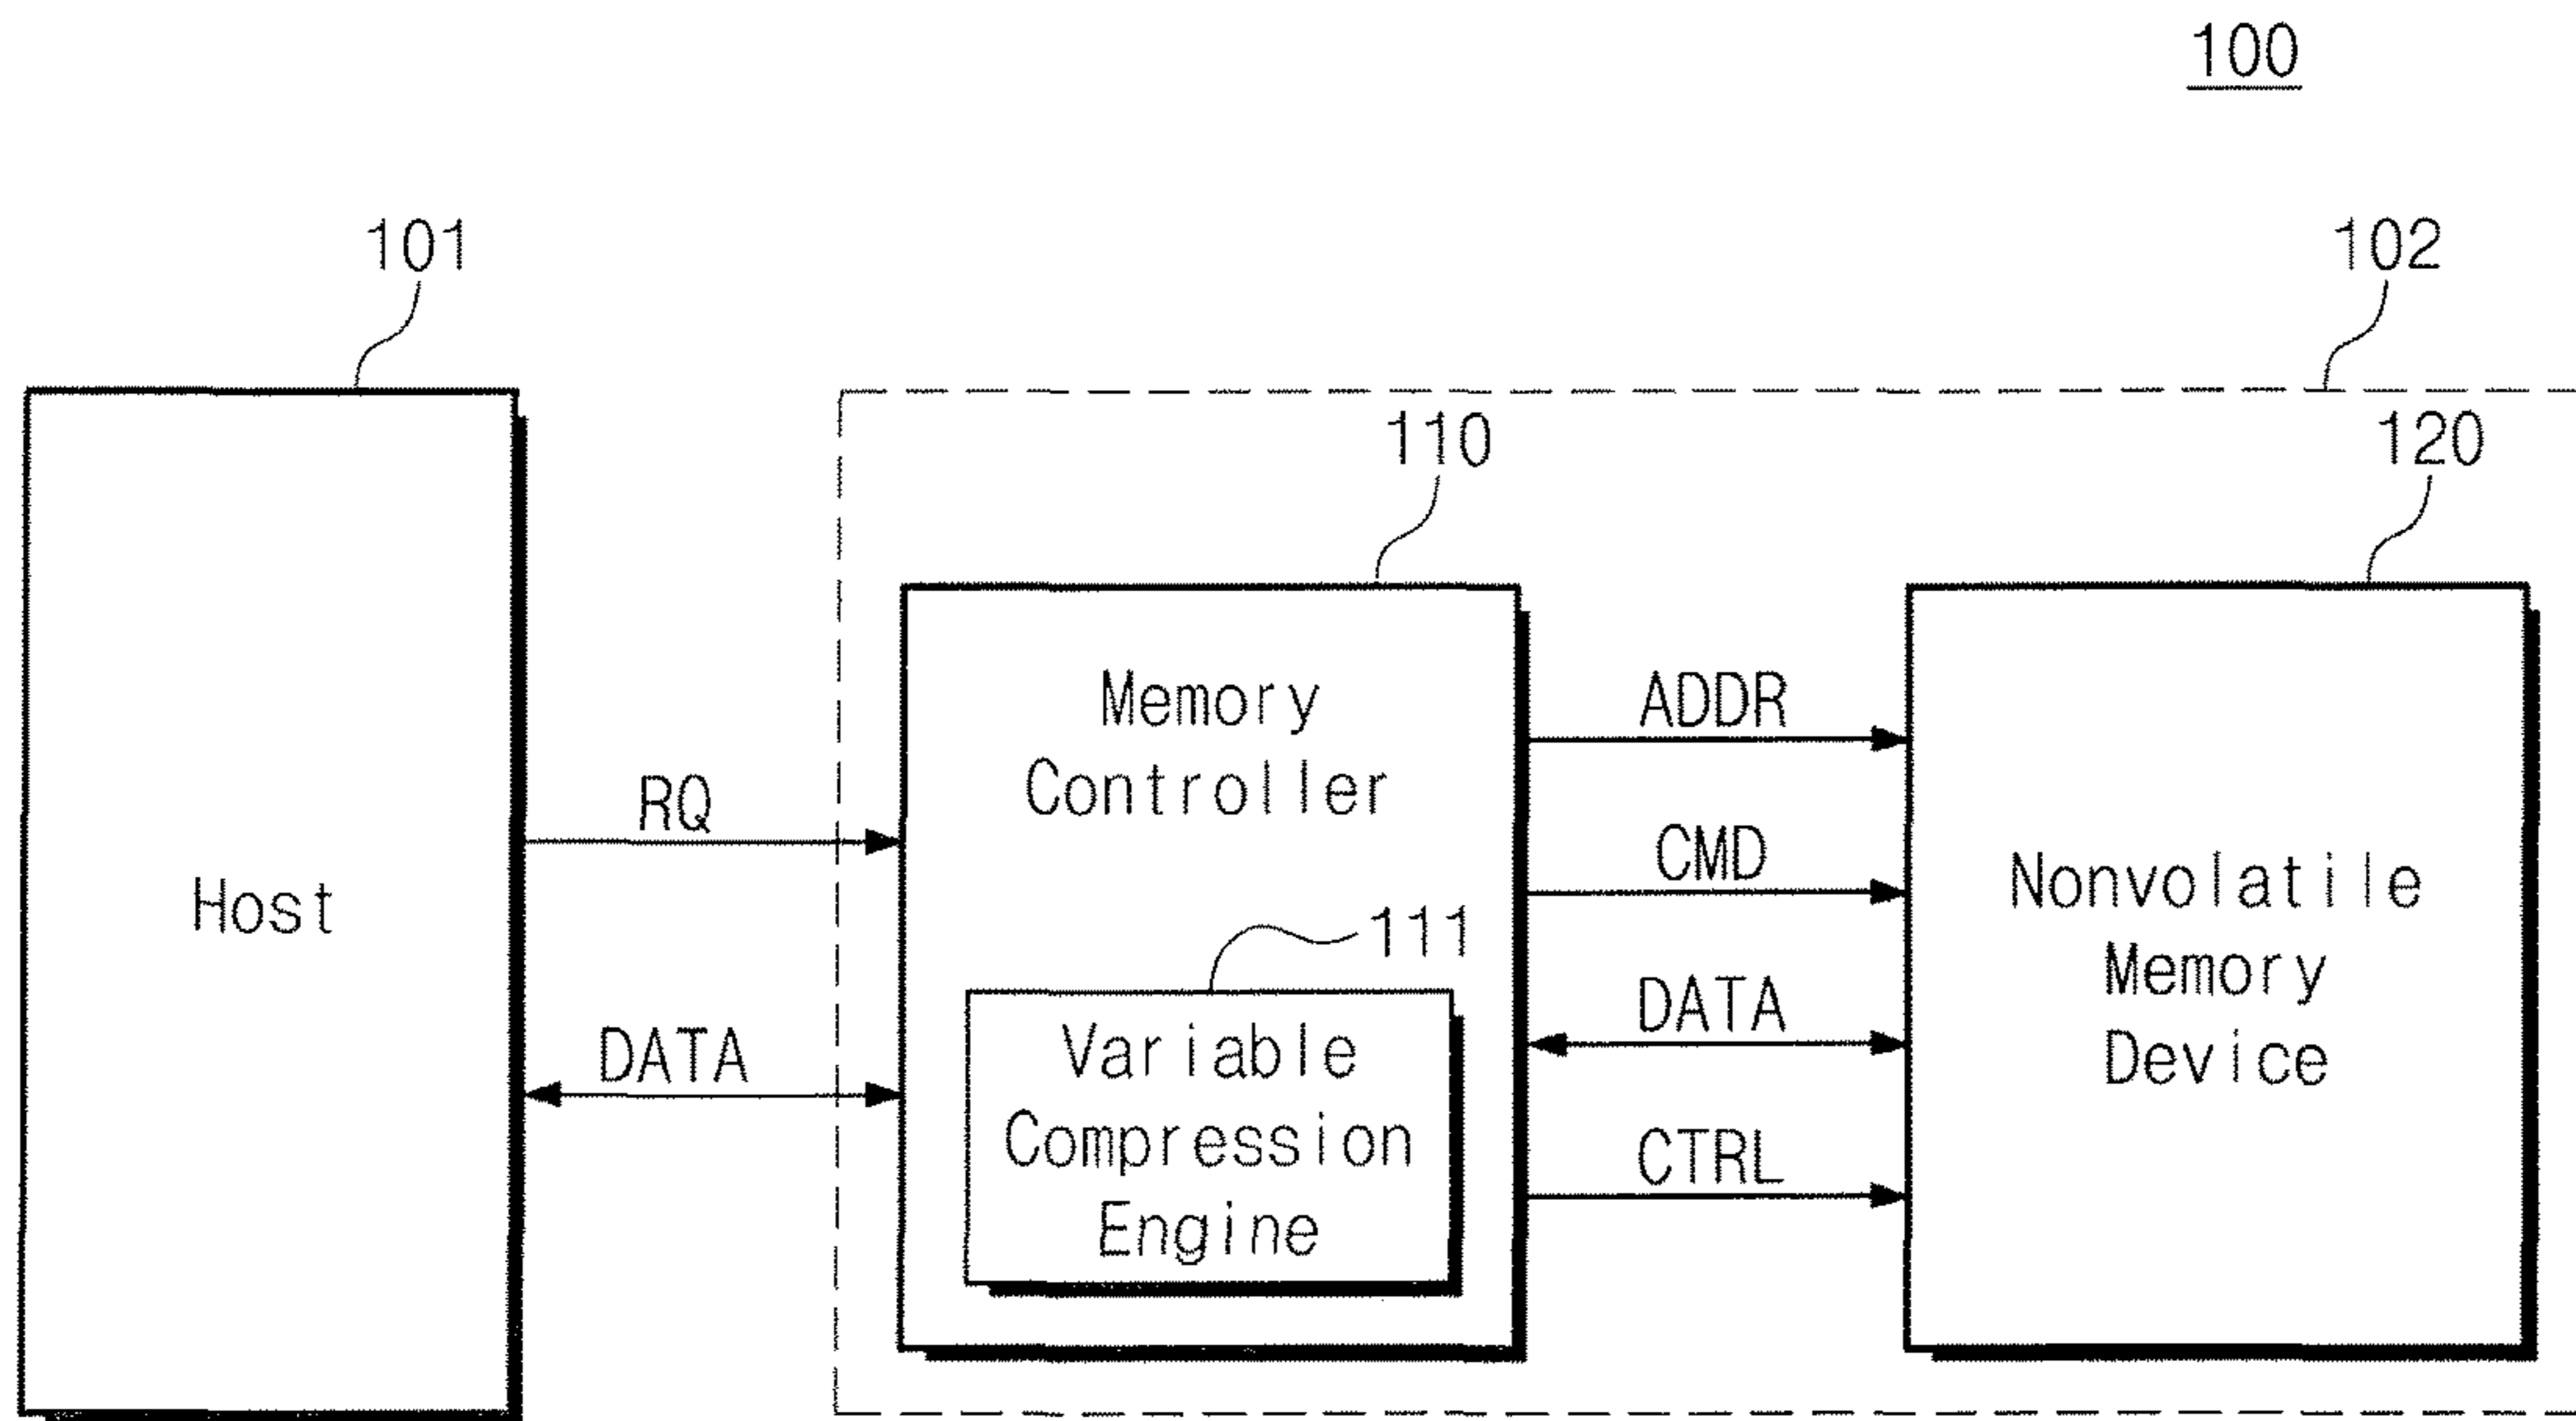 100
101
102
110
120
Host
RQ
DATA
Memory
Controller
111
Variable
Compression
Engine
ADDR
CMD
DATA
CTRL
Nonvolatile
Memory
Device